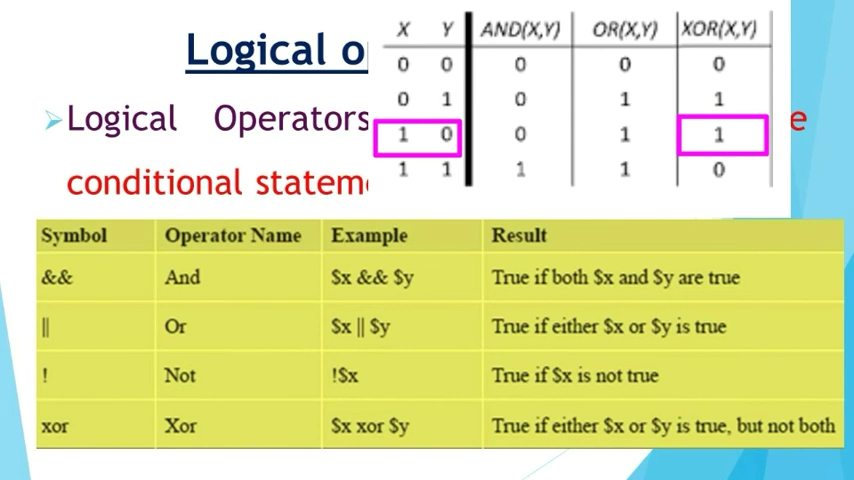 Logical o
X Y AND(X,Y) OR(X,Y) XOR(X,Y)
0 0 0 0 0
0 1 0 1 1
1 0 0 1 1
1 1 1 1 0
Logical Operators e
conditional statem
Symbol Operator Name Example Result
&& And $x && $y True if both $x and $y are true
|| Or $x || $y True if either $x or $y is true
! Not !$x True if $x is not true
xor Xor $x xor $y True if either $x or $y is true, but not both